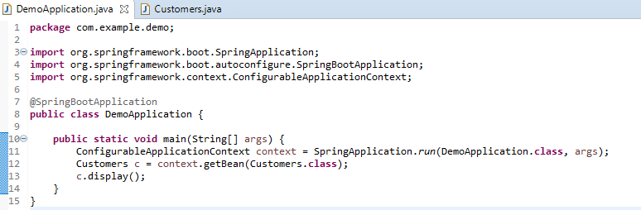 DemoApplication.java Customers.java
1 package com.example.demo;
2
3 import org.springframework.boot.SpringApplication;
4 import org.springframework.boot.autoconfigure.SpringBootApplication;
5 import org.springframework.context.ConfigurableApplicationContext;
6
7 @SpringBootApplication
8 public class DemoApplication {
9
10 public static void main(String[] args) {
11 ConfigurableApplicationContext context = SpringApplication.run(DemoApplication.class, args);
12 Customers c = context.getBean(Customers.class);
13 c.display();
14 }
15 }